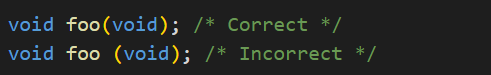 void foo(void); /* Correct */
void foo (void); /* Incorrect */